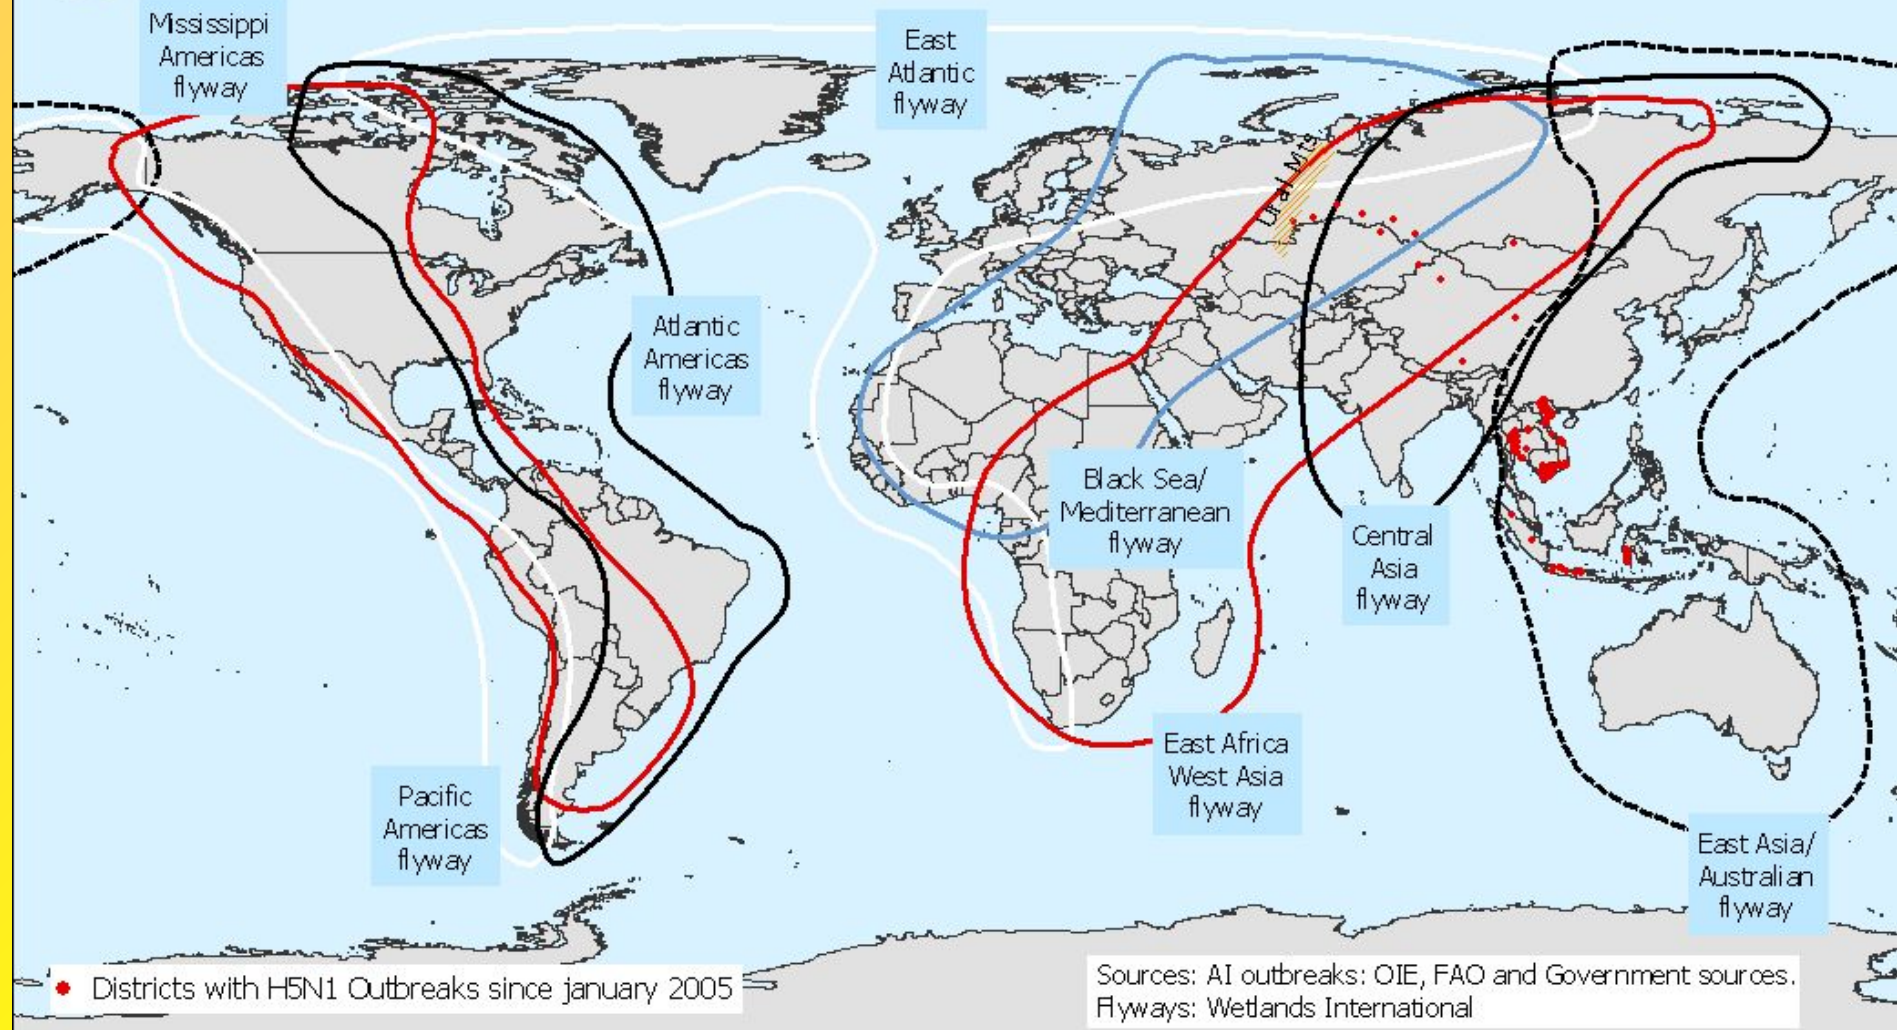 Mississippi
Americas
flyway
East
Atlantic
flyway
Ural Mts
Atlantic
Americas
flyway
Black Sea/
Mediterranean
flyway
Central
Asia
flyway
East Africa
West Asia
flyway
Pacific
Americas
flyway
East Asia/
Australian
flyway
Districts with H5N1 Outbreaks since january 2005
Sources: AI outbreaks: OIE, FAO and Government sources.
Flyways: Wetlands International